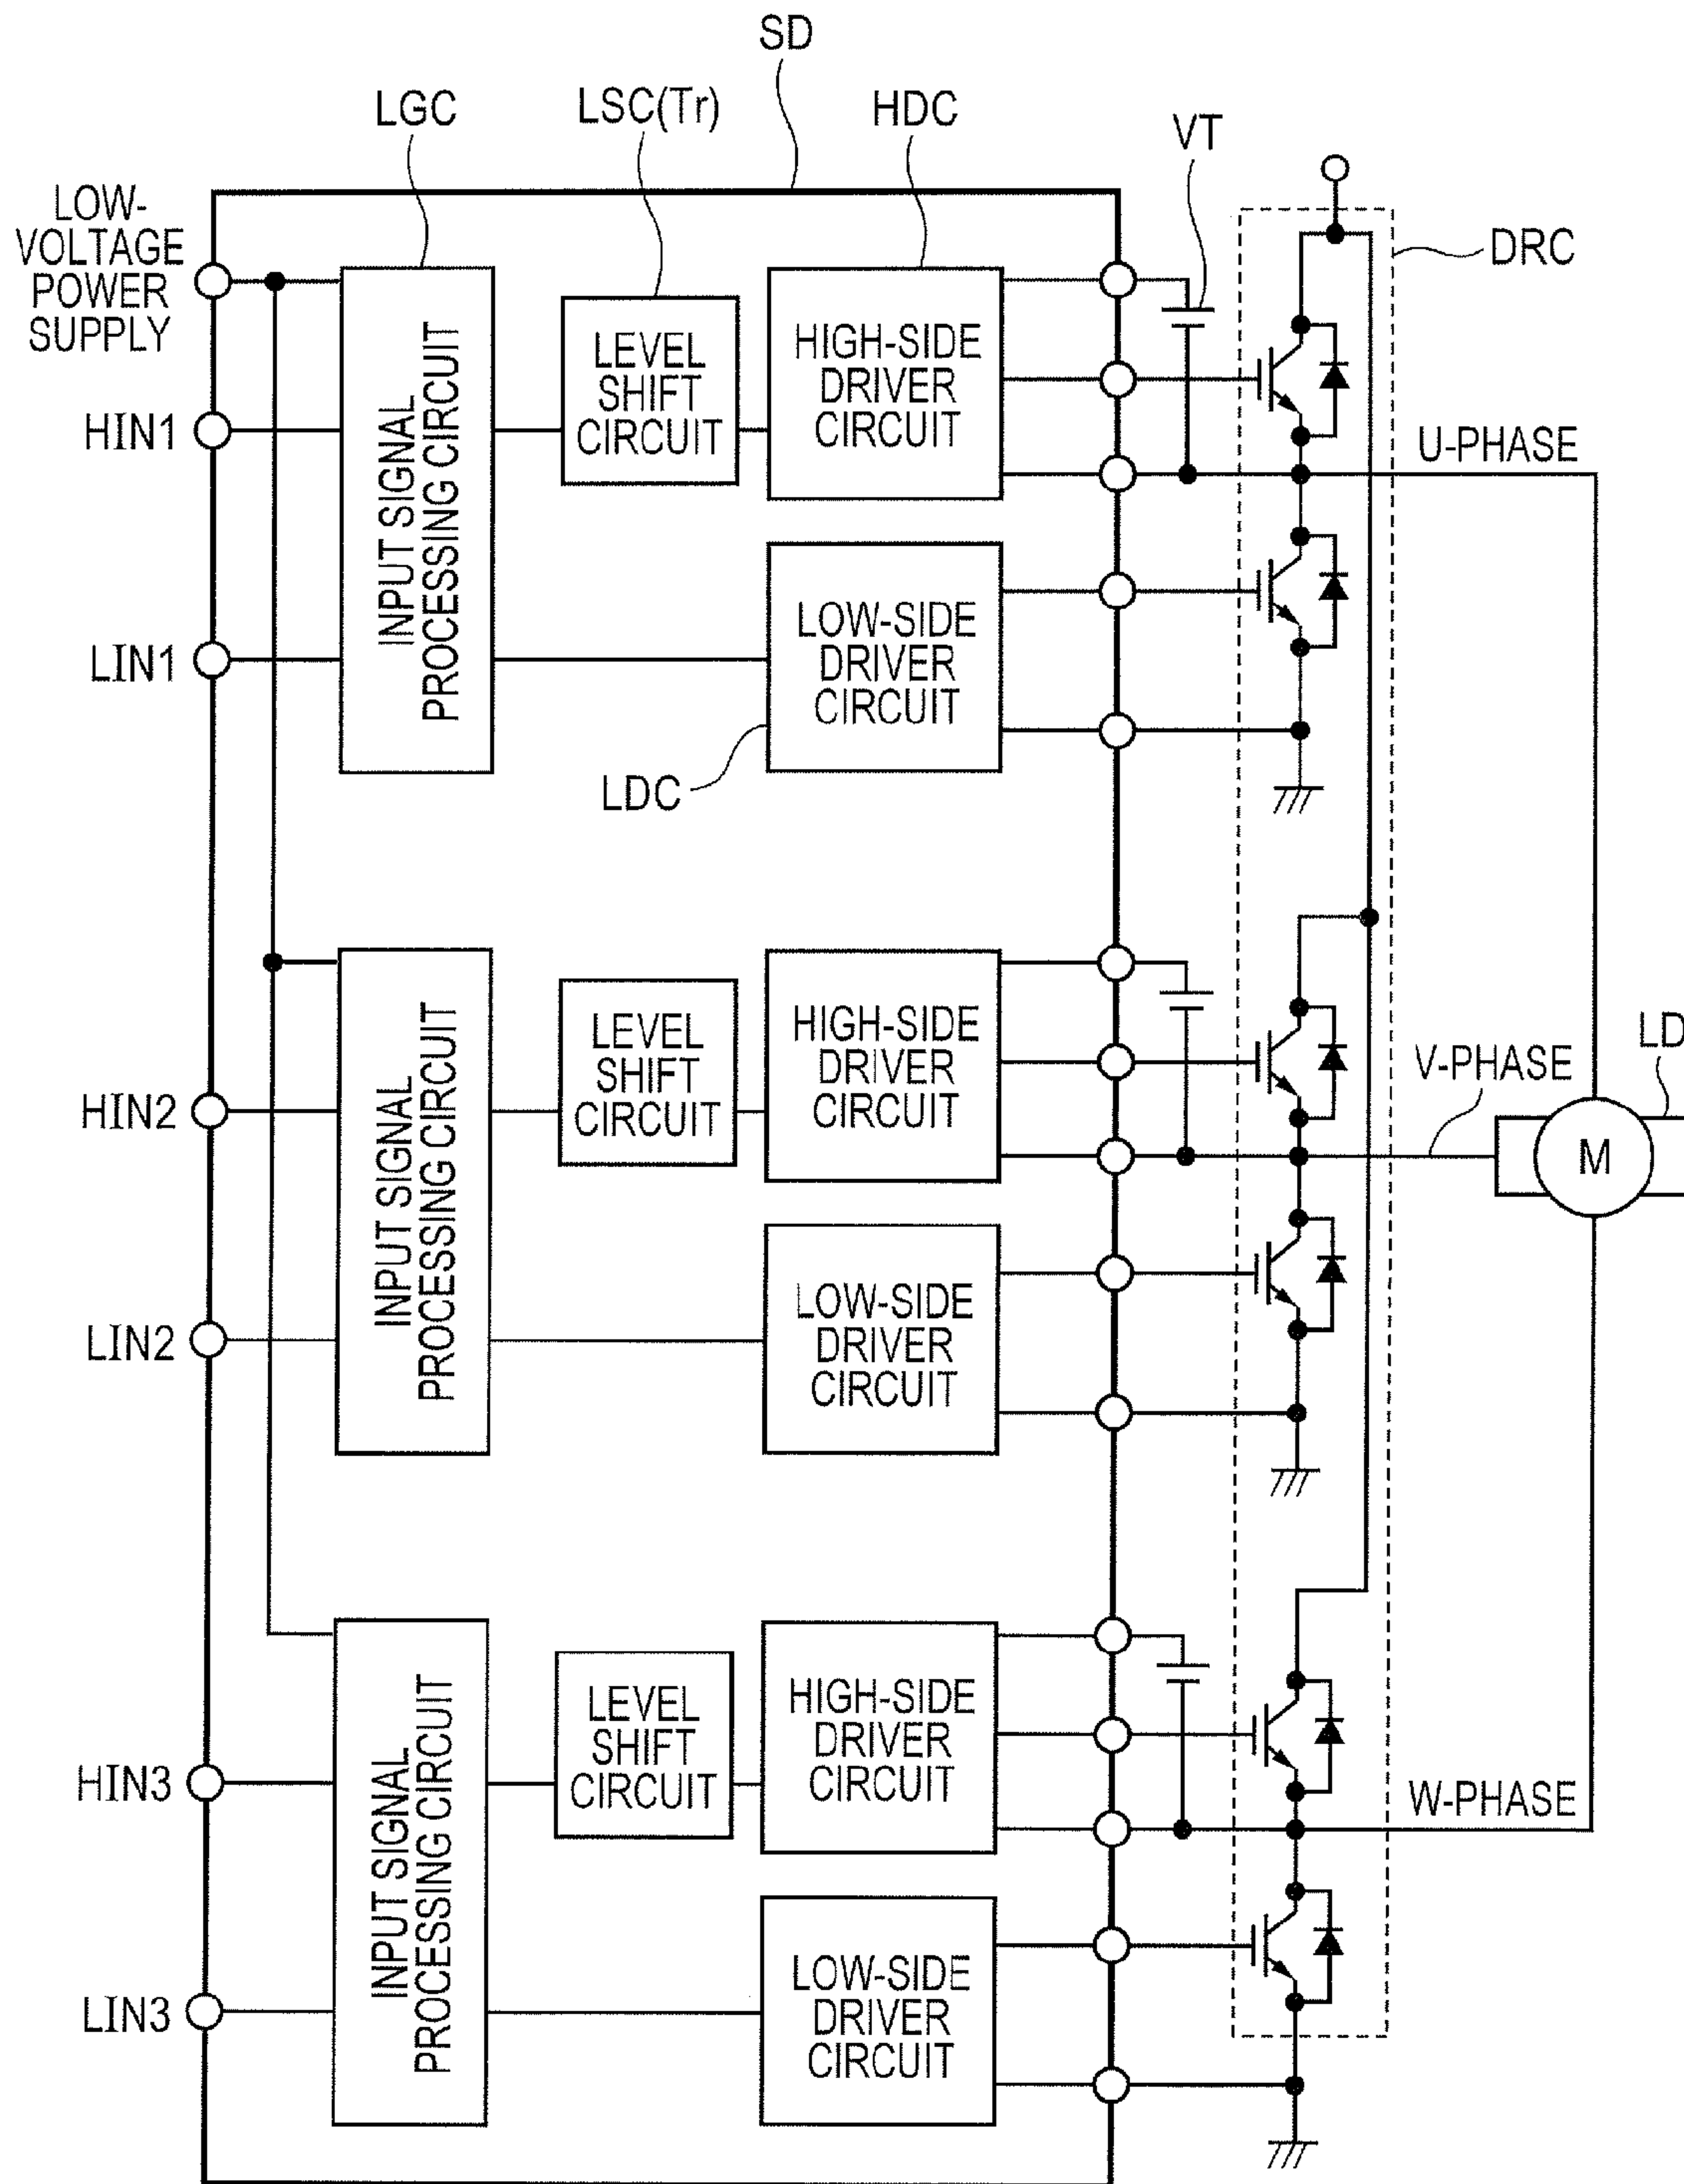 SD
LGC
LSC(Tr)
HDC
VT
LOW-
VOLTAGE
POWER
SUPPLY
DRC
INPUT SIGNAL
PROCESSING CIRCUIT
LEVEL
SHIFT
CIRCUIT
HIGH-SIDE
DRIVER
CIRCUIT
HIN1
U-PHASE
LOW-SIDE
DRIVER
CIRCUIT
LIN1
LDC
INPUT SIGNAL
PROCESSING CIRCUIT
LEVEL
SHIFT
CIRCUIT
HIGH-SIDE
DRIVER
CIRCUIT
HIN2
V-PHASE
LD
M
LOW-SIDE
DRIVER
CIRCUIT
LIN2
INPUT SIGNAL
PROCESSING CIRCUIT
LEVEL
SHIFT
CIRCUIT
HIGH-SIDE
DRIVER
CIRCUIT
HIN3
W-PHASE
LOW-SIDE
DRIVER
CIRCUIT
LIN3